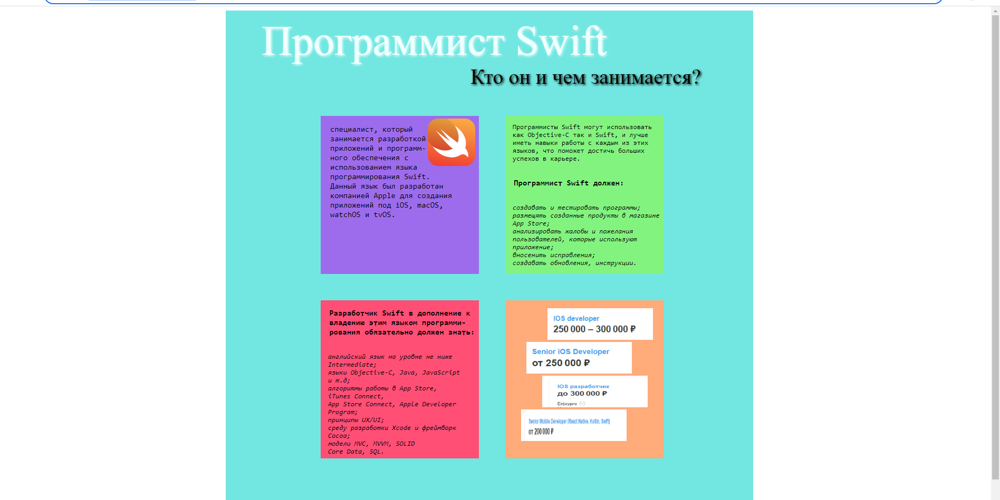 Программист Swift
Кто он и чем занимается?
специалист, который
занимается разработкой
приложений и программ-
ного обеспечения с
использованием языка
программирования Swift.
Данный язык был разработан
компанией Apple для создания
приложений под iOS, macOS,
watchOS и tvOS.
Программисты Swift могут использовать
как Objective-C так и Swift, и лучше
иметь навыки работы с каждым из этих
языков, что поможет достичь больших
успехов в карьере.
Программист Swift должен:
создавать и тестировать программы;
размещять созданные продукты в магазине
App Store;
анализировать жалобы и пожелания
пользователей, которые используют
приложение;
вносенить исправления;
создавать обновления, инструкции.
Разработчик Swift в дополнение к
владению этим языком программи-
рования обязательно должен знать:
английский язык на уровне не ниже
Intermediate;
языки Objective-C, Java, JavaScript
и т.д;
алгоритмы работы в App Store,
iTunes Connect,
App Store Connect, Apple Developer
Program;
принципы UX/UI;
среду разработки Xcode и фреймворк
Cocoa;
модели MVC, MVVM, SOLID
Core Data, SQL.
IOS developer
250 000 – 300 000 ₽
Senior iOS Developer
от 250 000 ₽
IOS разработчик
до 300 000 ₽
Enjoypro
Senior Mobile Developer (React Native, Kotlin, Swift)
от 200 000 ₽